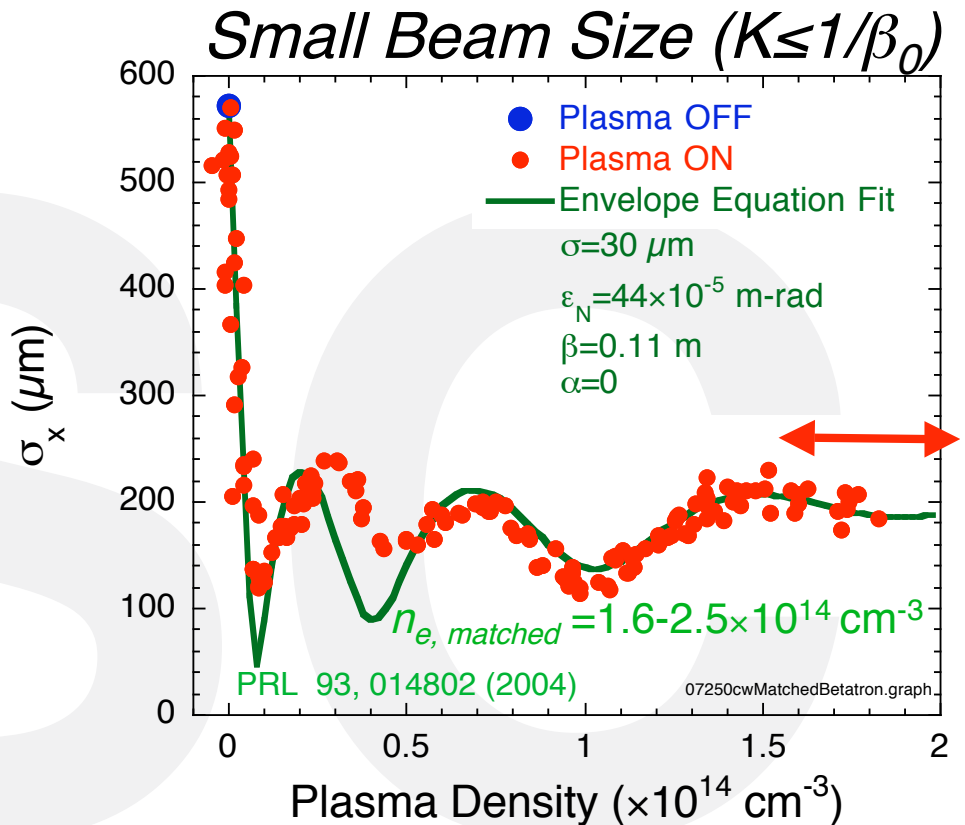 Small Beam Size (K≤1/β₀)
600
500
400
300
200
100
0
σₓ (µm)
Plasma OFF
Plasma ON
Envelope Equation Fit
σ=30 µm
ε_N=44×10⁻⁵ m-rad
β=0.11 m
α=0
n_e, matched =1.6-2.5×10¹⁴ cm⁻³
PRL 93, 014802 (2004)
07250cwMatchedBetatron.graph
0 0.5 1 1.5 2
Plasma Density (×10¹⁴ cm⁻³)